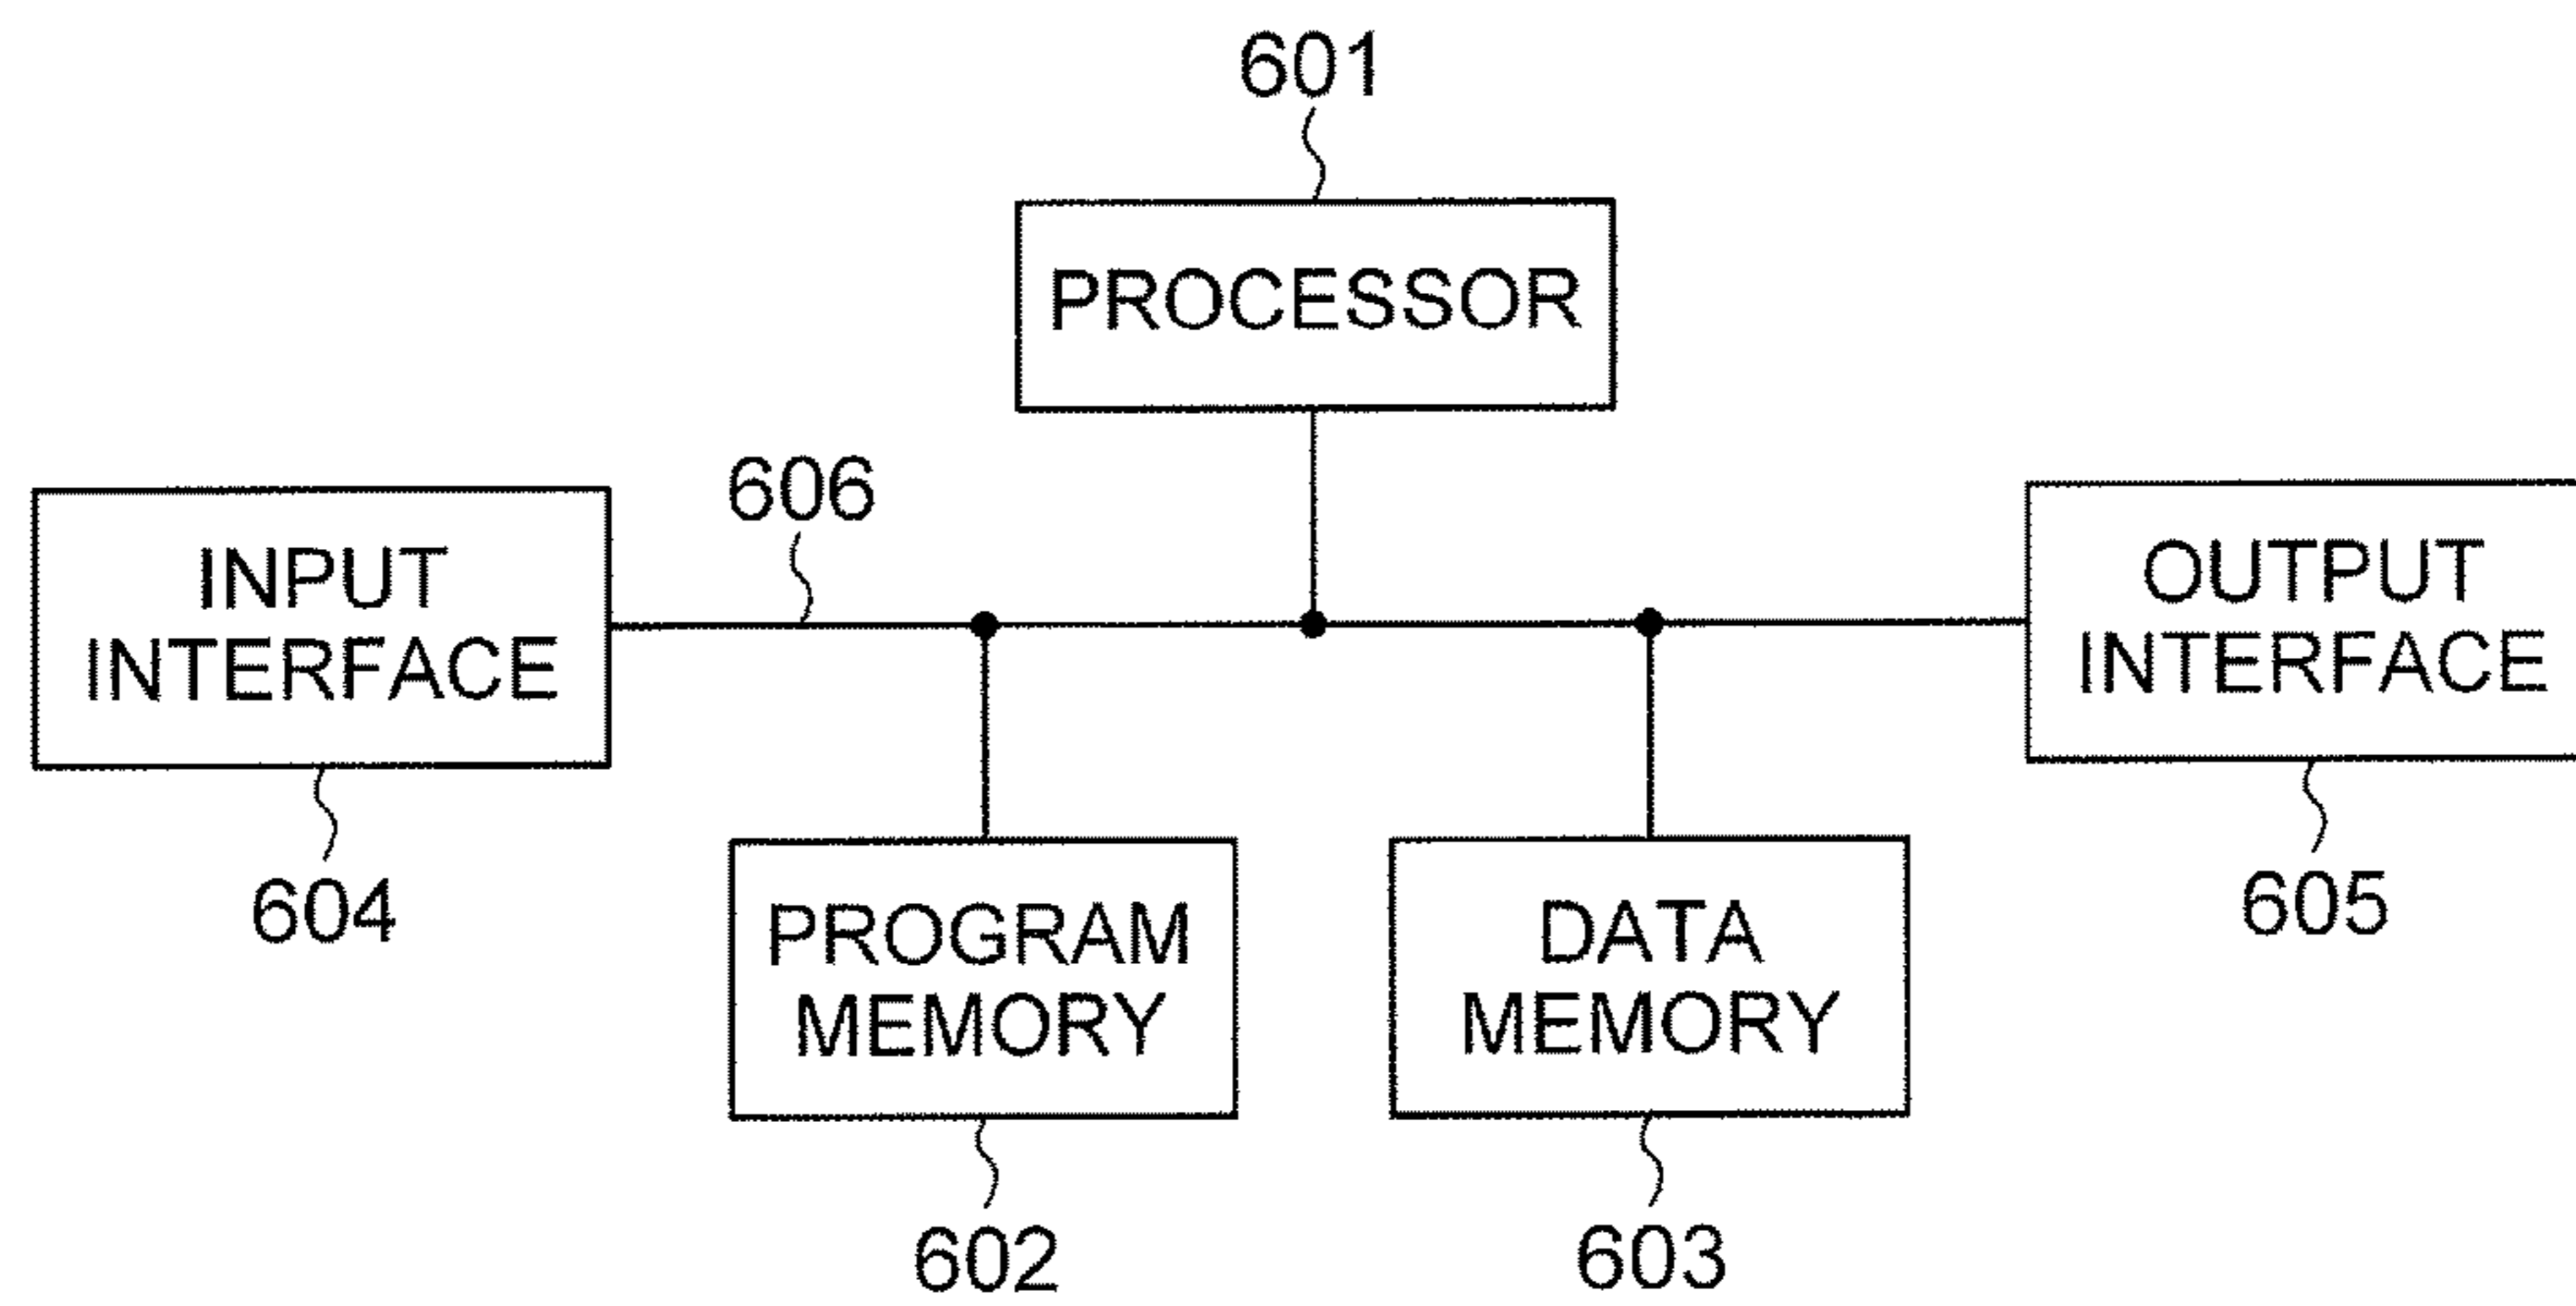 601
PROCESSOR
606
INPUT
INTERFACE
604
OUTPUT
INTERFACE
605
PROGRAM
MEMORY
602
DATA
MEMORY
603